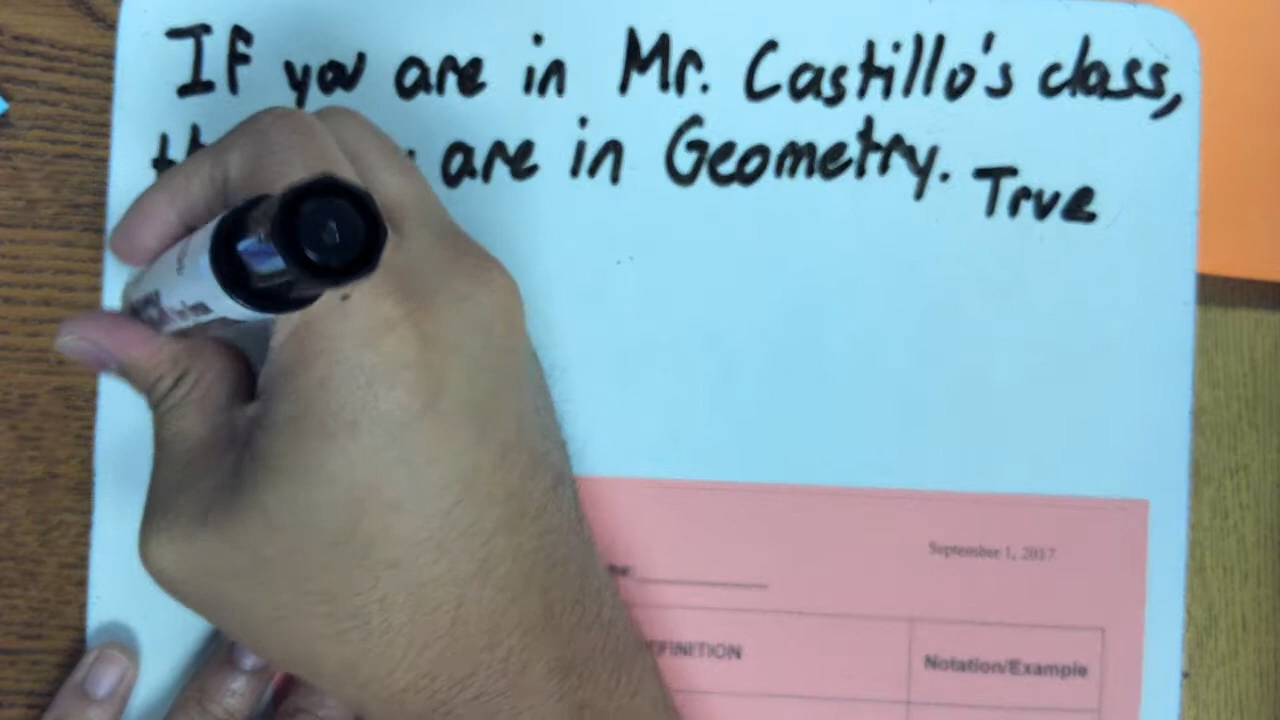 If you are in Mr. Castillo's class,
are in Geometry. True
September 1, 2017
Notation/Example